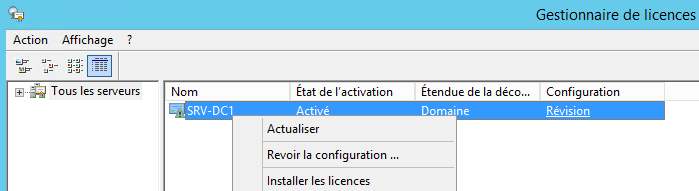 Gestionnaire de licences
Action Affichage ?
Tous les serveurs
Nom État de l'activation Étendue de la déco... Configuration
SRV-DC1 Activé Domaine Révision
Actualiser
Revoir la configuration ...
Installer les licences